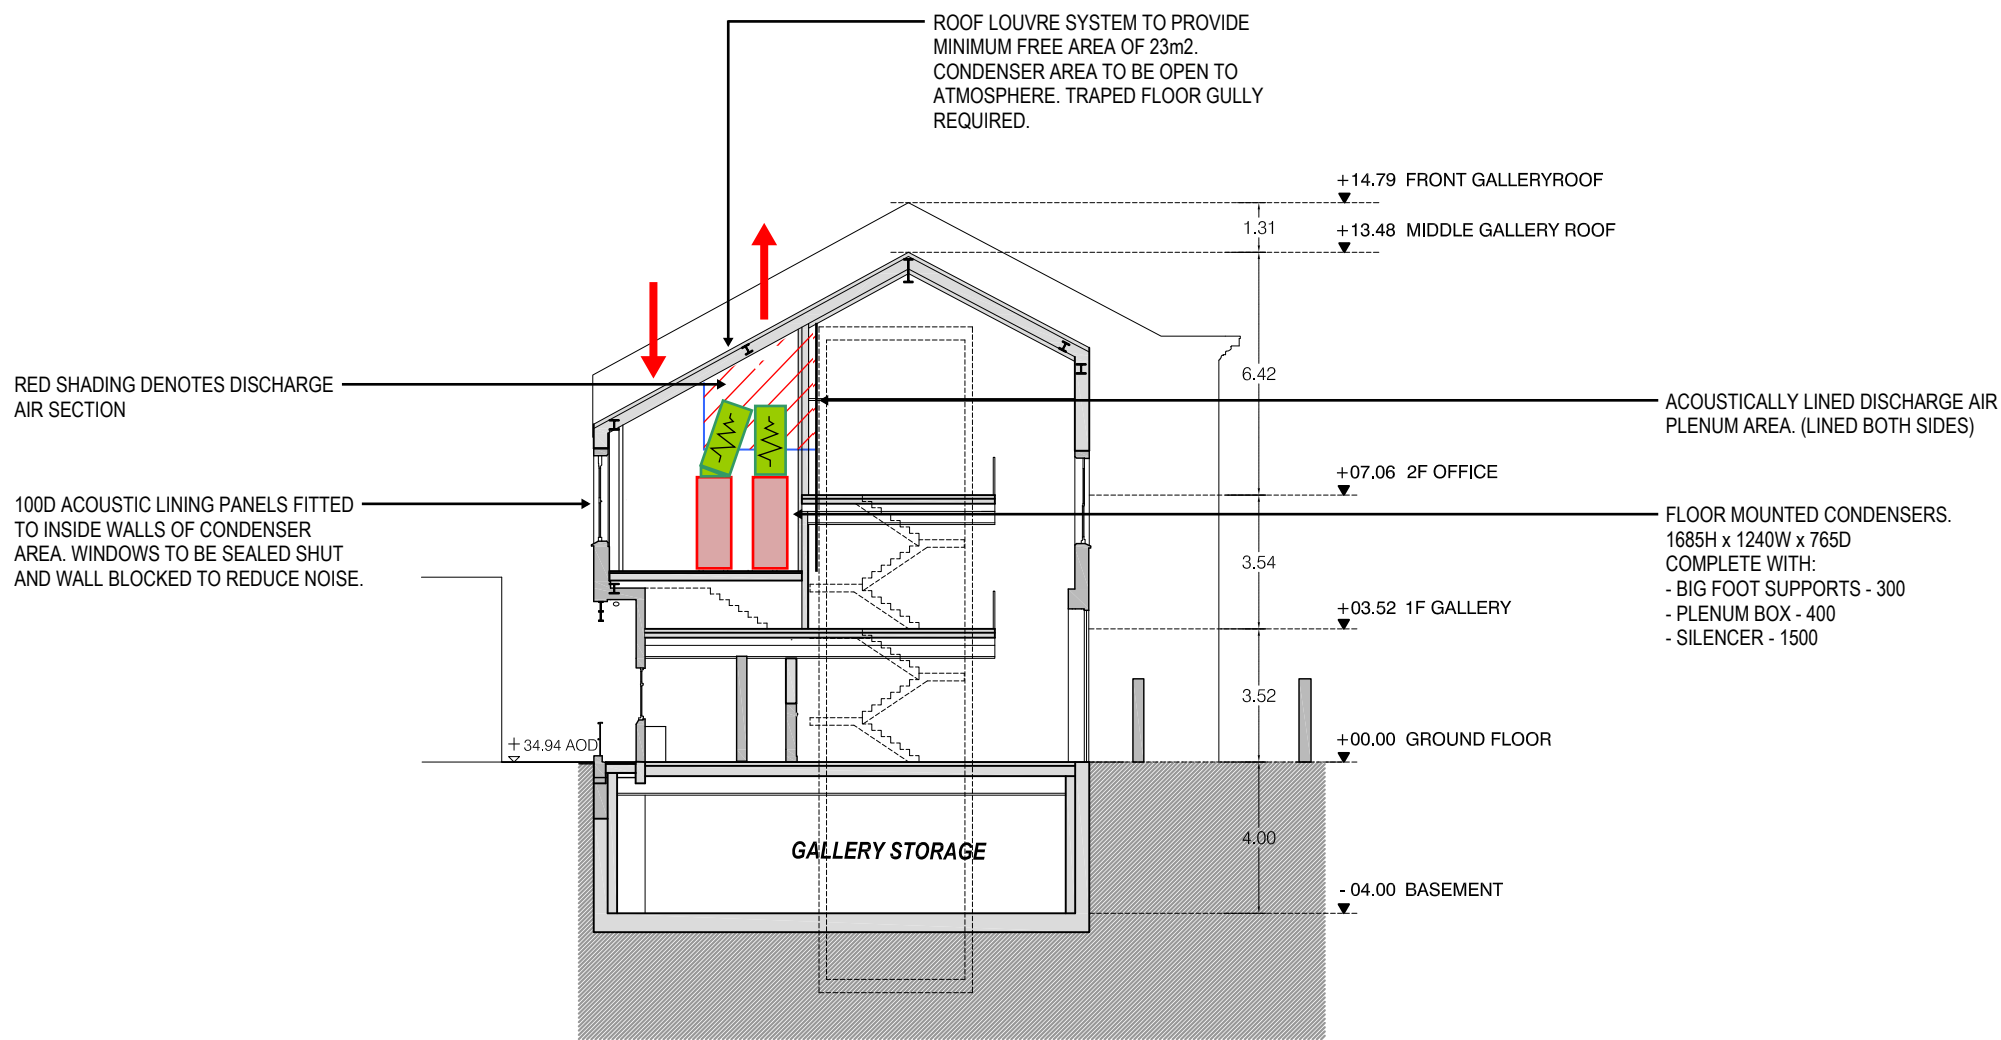 ROOF LOUVRE SYSTEM TO PROVIDE
MINIMUM FREE AREA OF 23m2.
CONDENSER AREA TO BE OPEN TO
ATMOSPHERE. TRAPED FLOOR GULLY
REQUIRED.
+14.79 FRONT GALLERYROOF
1.31
+13.48 MIDDLE GALLERY ROOF
6.42
RED SHADING DENOTES DISCHARGE
AIR SECTION
ACOUSTICALLY LINED DISCHARGE AIR
PLENUM AREA. (LINED BOTH SIDES)
+07.06 2F OFFICE
100D ACOUSTIC LINING PANELS FITTED
TO INSIDE WALLS OF CONDENSER
AREA. WINDOWS TO BE SEALED SHUT
AND WALL BLOCKED TO REDUCE NOISE.
FLOOR MOUNTED CONDENSERS.
1685H x 1240W x 765D
COMPLETE WITH:
- BIG FOOT SUPPORTS - 300
- PLENUM BOX - 400
- SILENCER - 1500
3.54
+03.52 1F GALLERY
3.52
+00.00 GROUND FLOOR
+34.94 AOD
4.00
GALLERY STORAGE
- 04.00 BASEMENT